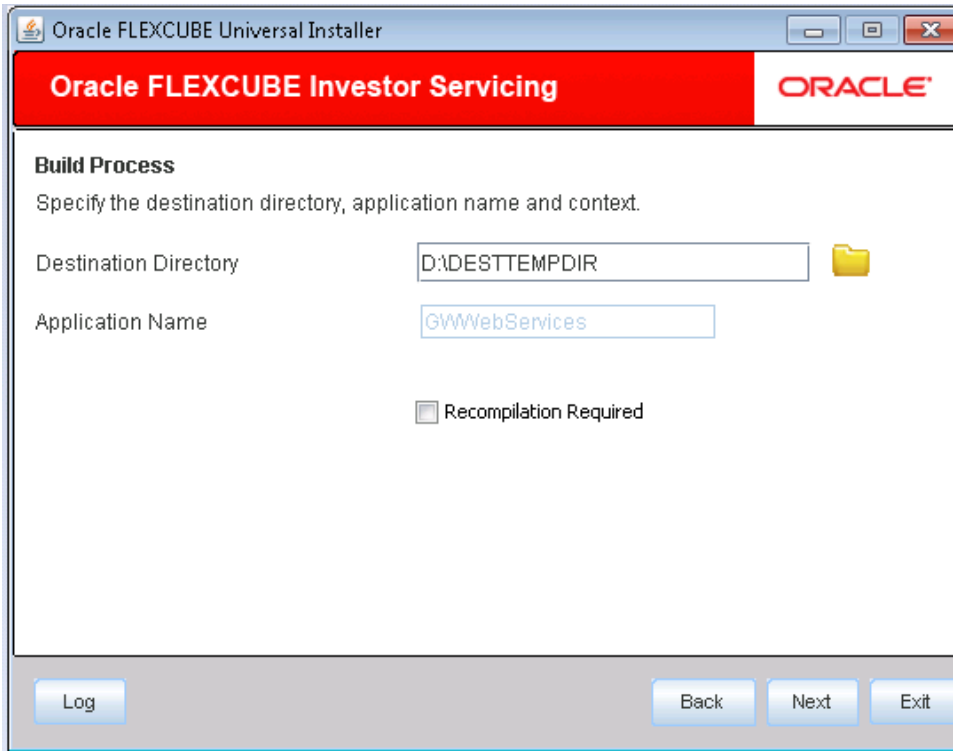 Oracle FLEXCUBE Universal Installer
Oracle FLEXCUBE Investor Servicing
ORACLE
Build Process
Specify the destination directory, application name and context.
Destination Directory D:\DESTTEMPDIR
Application Name GWWebServices
Recompilation Required
Log Back Next Exit